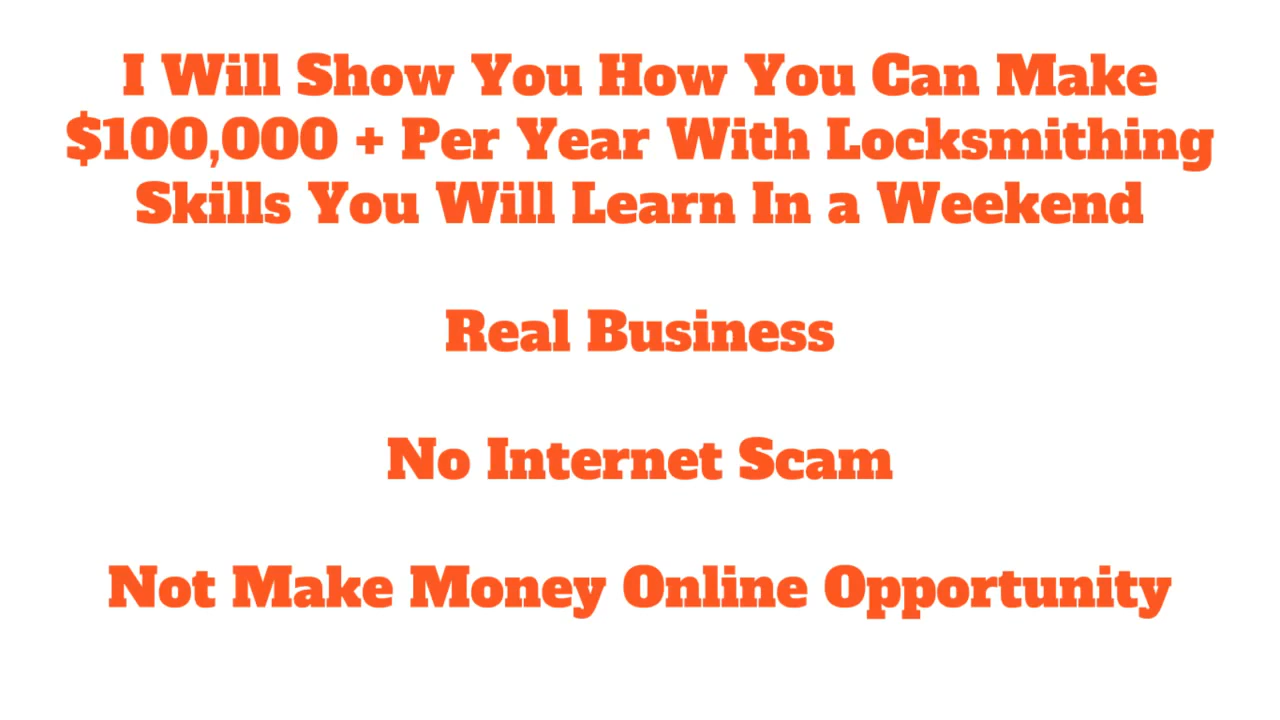 I Will Show You How You Can Make
$100,000 + Per Year With Locksmithing
Skills You Will Learn In a Weekend
Real Business
No Internet Scam
Not Make Money Online Opportunity